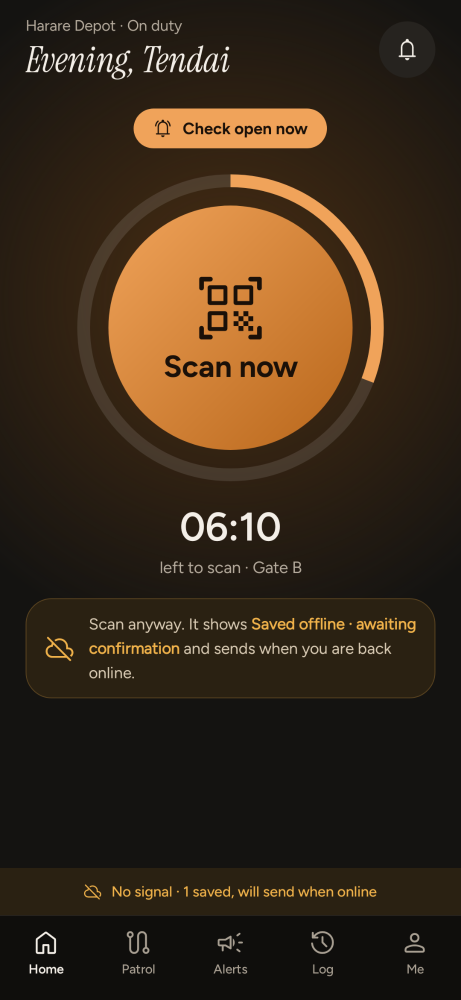 Harare Depot · On duty
Evening, Tendai
Check open now
Scan now
06:10
left to scan · Gate B
Scan anyway. It shows Saved offline · awaiting
confirmation and sends when you are back
online.
No signal · 1 saved, will send when online
Home
Patrol
Alerts
Log
Me